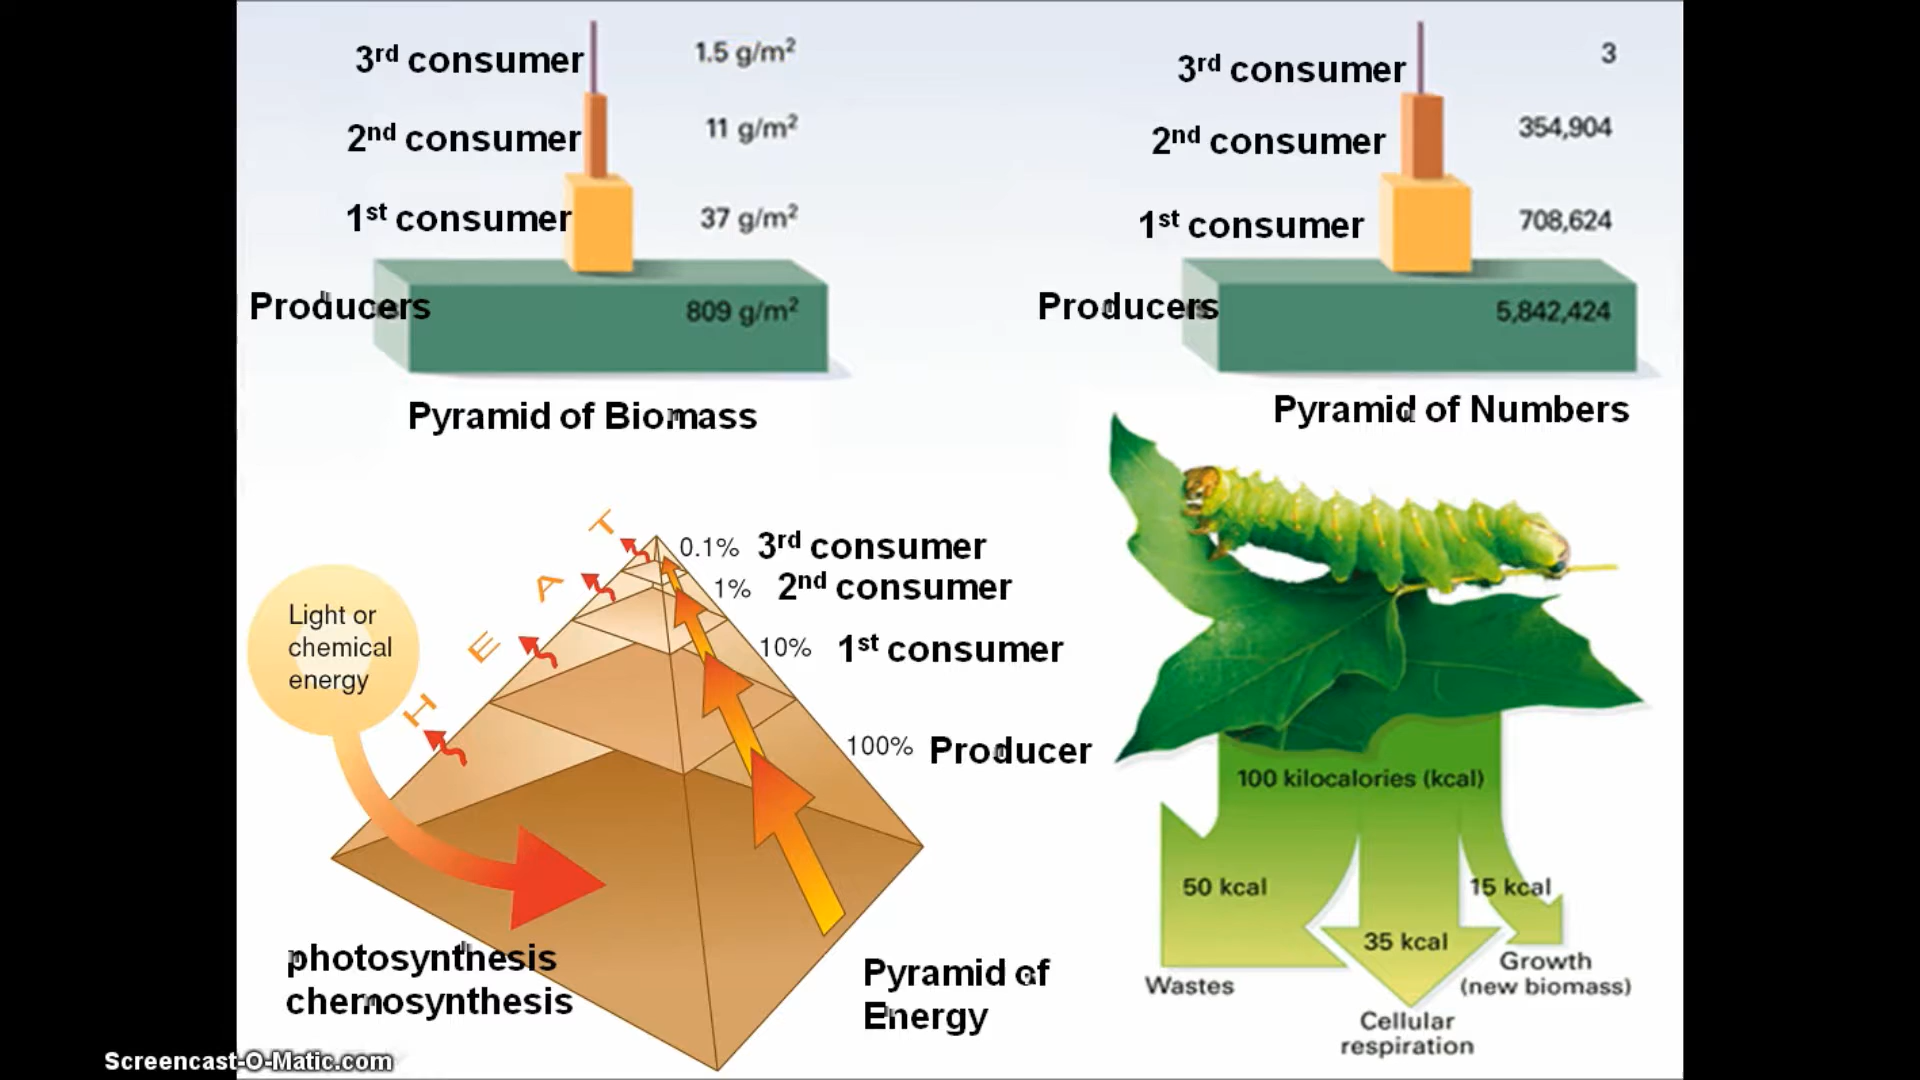 3rd consumer
1.5 g/m²
2nd consumer
11 g/m²
1st consumer
37 g/m²
Producers
809 g/m²
Pyramid of Biomass
3rd consumer
3
2nd consumer
354,904
1st consumer
708,624
Producers
5,842,424
Pyramid of Numbers
H E A T
0.1% 3rd consumer
1% 2nd consumer
10% 1st consumer
100% Producer
Light or
chemical
energy
photosynthesis
chemosynthesis
Pyramid of
Energy
100 kilocalories (kcal)
50 kcal
15 kcal
35 kcal
Wastes
Growth
(new biomass)
Cellular
respiration
Screencast-O-Matic.com